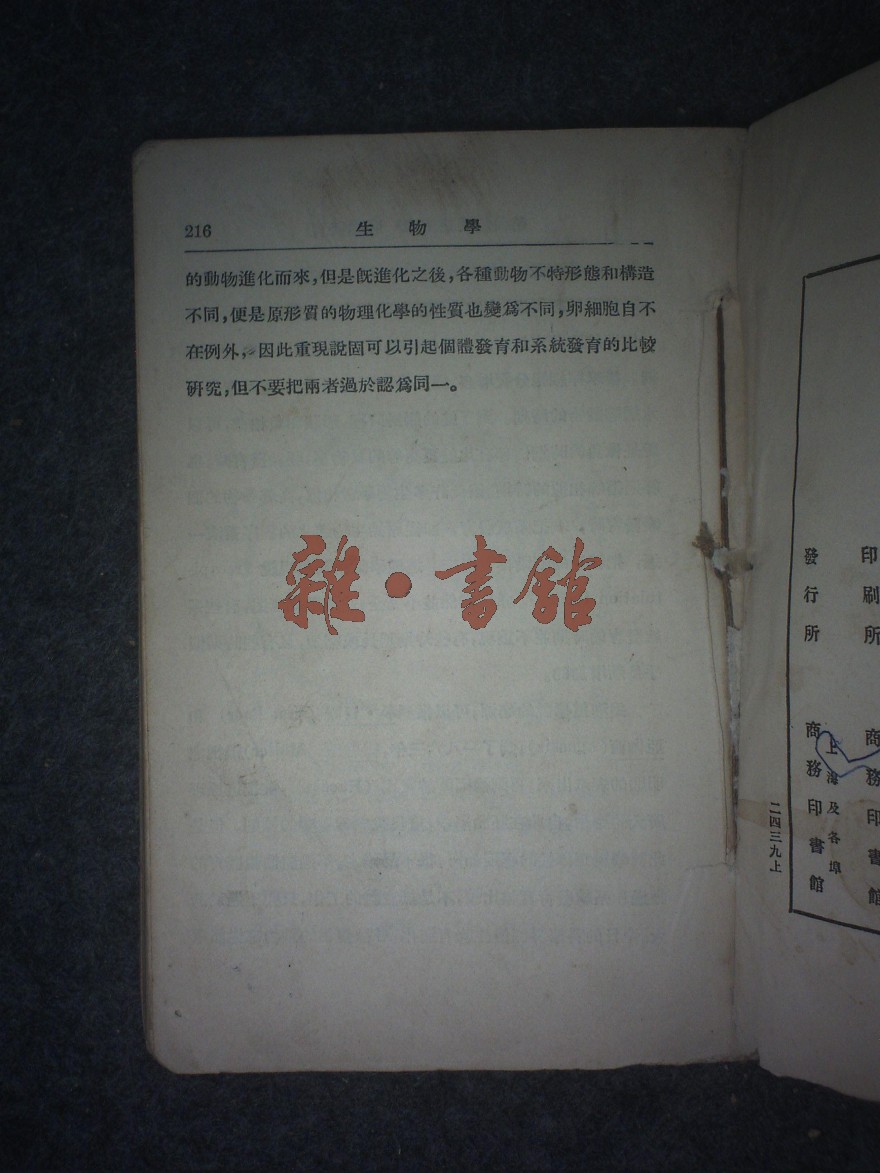 216 生物學
的動物進化而來,但是旣進化之後,各種動物不特形態和構造
不同,便是原形質的物理化學的性質也變爲不同,卵細胞自不
在例外,因此重現說固可以引起個體發育和系統發育的比較
研究,但不要把兩者過於認爲同一。
雜·書館
印刷所 商務印書館
發行所 商務印書館
上海及各埠
二四三九上